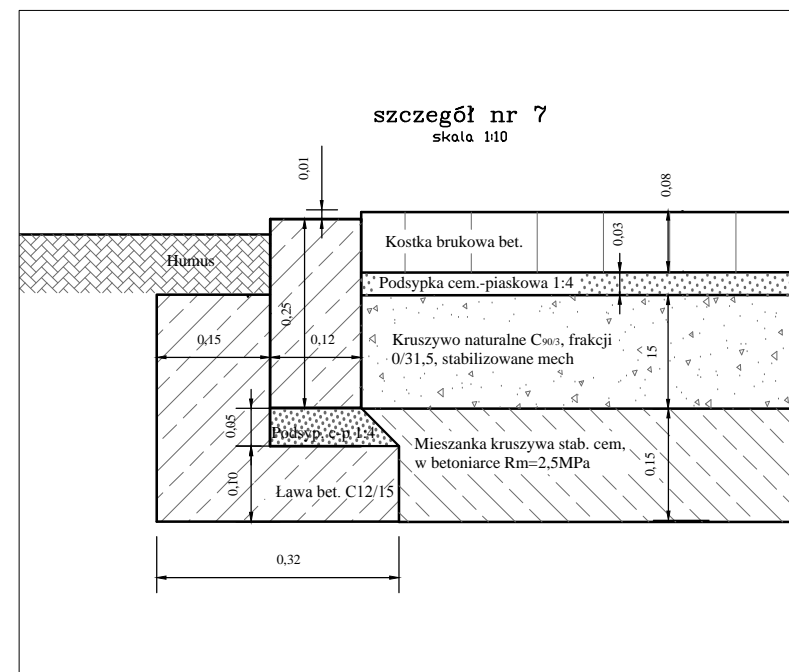 szczegół nr 7
skala 1:10
0,01
0,08
0,03
Kostka brukowa bet.
Humus
Podsypka cem.-piaskowa 1:4
0,25
0,15
0,12
Kruszywo naturalne C90/3, frakcji
0/31,5, stabilizowane mech
15
0,05
Podsyp. c-p 1:4
Mieszanka kruszywa stab. cem,
w betoniarce Rm=2,5MPa
0,15
0,10
Ława bet. C12/15
0,32